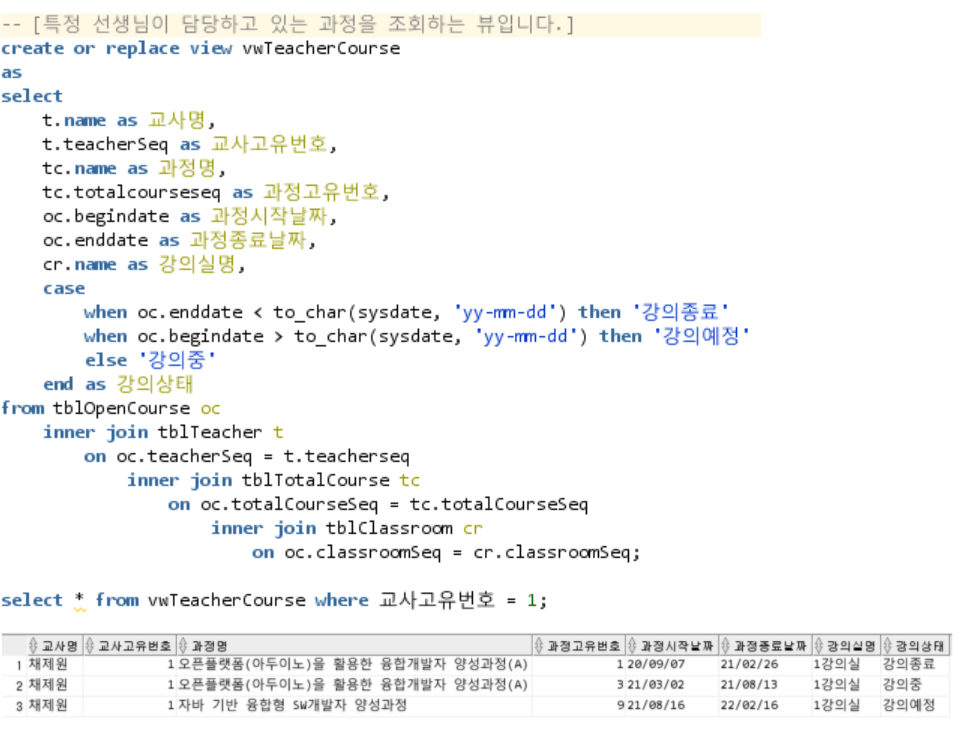 -- [특정 선생님이 담당하고 있는 과정을 조회하는 뷰입니다.]
create or replace view vwTeacherCourse
as
select
    t.name as 교사명,
    t.teacherSeq as 교사고유번호,
    tc.name as 과정명,
    tc.totalcourseseq as 과정고유번호,
    oc.begindate as 과정시작날짜,
    oc.enddate as 과정종료날짜,
    cr.name as 강의실명,
    case
        when oc.enddate < to_char(sysdate, 'yy-mm-dd') then '강의종료'
        when oc.begindate > to_char(sysdate, 'yy-mm-dd') then '강의예정'
        else '강의중'
    end as 강의상태
from tblOpenCourse oc
    inner join tblTeacher t
        on oc.teacherSeq = t.teacherseq
            inner join tblTotalCourse tc
                on oc.totalCourseSeq = tc.totalCourseSeq
                    inner join tblClassroom cr
                        on oc.classroomSeq = cr.classroomSeq;
select * from vwTeacherCourse where 교사고유번호 = 1;
교사명 교사고유번호 과정명 과정고유번호 과정시작날짜 과정종료날짜 강의실명 강의상태
1 채제원 1 오픈플랫폼(아두이노)을 활용한 융합개발자 양성과정(A) 1 20/09/07 21/02/26 1강의실 강의종료
2 채제원 1 오픈플랫폼(아두이노)을 활용한 융합개발자 양성과정(A) 3 21/03/02 21/08/13 1강의실 강의중
3 채제원 1 자바 기반 융합형 SW개발자 양성과정 9 21/08/16 22/02/16 1강의실 강의예정